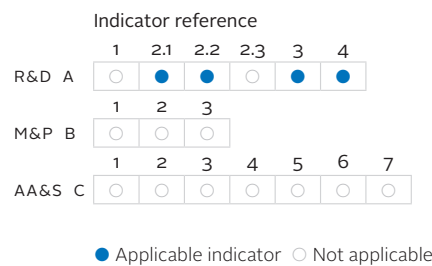 Indicator reference
1 2.1 2.2 2.3 3 4
R&D A
1 2 3
M&P B
1 2 3 4 5 6 7
AA&S C
Applicable indicator Not applicable